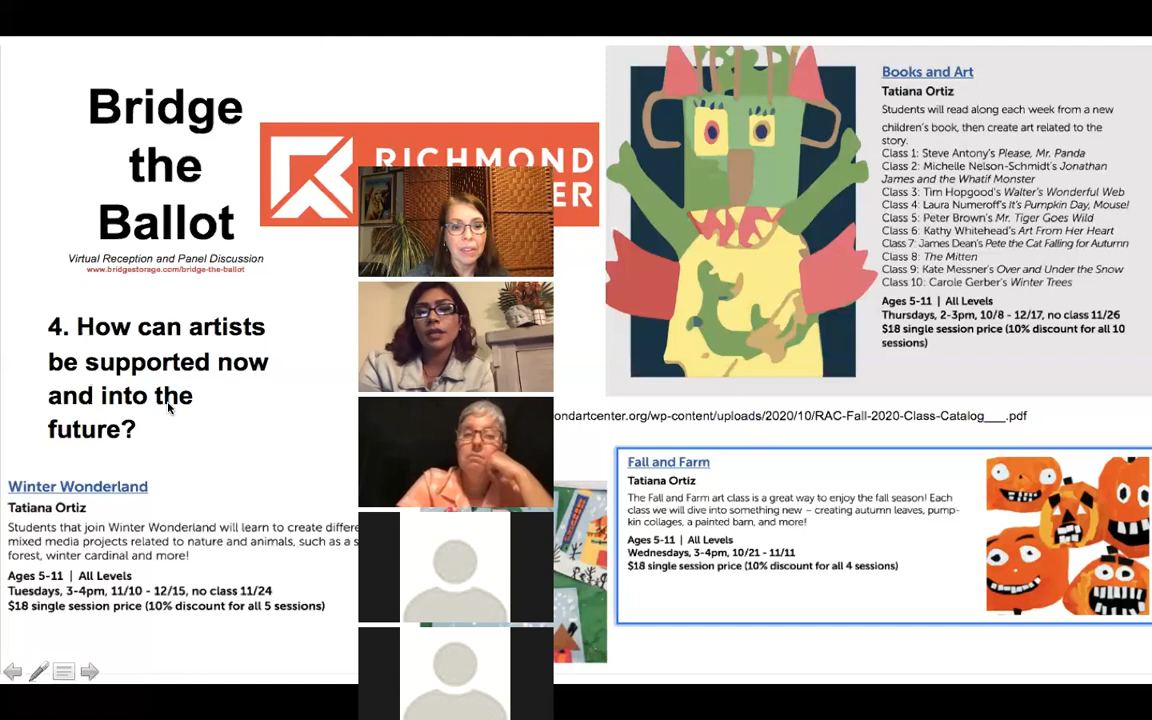 Bridge
the
Ballot
Virtual Reception and Panel Discussion
www.bridgestorage.com/bridge-the-ballot
4. How can artists
be supported now
and into the
future?
Winter Wonderland
Tatiana Ortiz
Students that join Winter Wonderland will learn to create differe
mixed media projects related to nature and animals, such as a s
forest, winter cardinal and more!
Ages 5-11 | All Levels
Tuesdays, 3-4pm, 11/10 - 12/15, no class 11/24
$18 single session price (10% discount for all 5 sessions)
RICHMOND
ER
Books and Art
Tatiana Ortiz
Students will read along each week from a new
children's book, then create art related to the
story.
Class 1: Steve Antony's Please, Mr. Panda
Class 2: Michelle Nelson-Schmidt's Jonathan
James and the Whatif Monster
Class 3: Tim Hopgood's Walter's Wonderful Web
Class 4: Laura Numeroff's It's Pumpkin Day, Mouse!
Class 5: Peter Brown's Mr. Tiger Goes Wild
Class 6: Kathy Whitehead's Art From Her Heart
Class 7: James Dean's Pete the Cat Falling for Autumn
Class 8: The Mitten
Class 9: Kate Messner's Over and Under the Snow
Class 10: Carole Gerber's Winter Trees
Ages 5-11 | All Levels
Thursdays, 2-3pm, 10/8 - 12/17, no class 11/26
$18 single session price (10% discount for all 10
sessions)
ondartcenter.org/wp-content/uploads/2020/10/RAC-Fall-2020-Class-Catalog___.pdf
Fall and Farm
Tatiana Ortiz
The Fall and Farm art class is a great way to enjoy the fall season! Each
class we will dive into something new – creating autumn leaves, pump-
kin collages, a painted barn, and more!
Ages 5-11 | All Levels
Wednesdays, 3-4pm, 10/21 - 11/11
$18 single session price (10% discount for all 4 sessions)